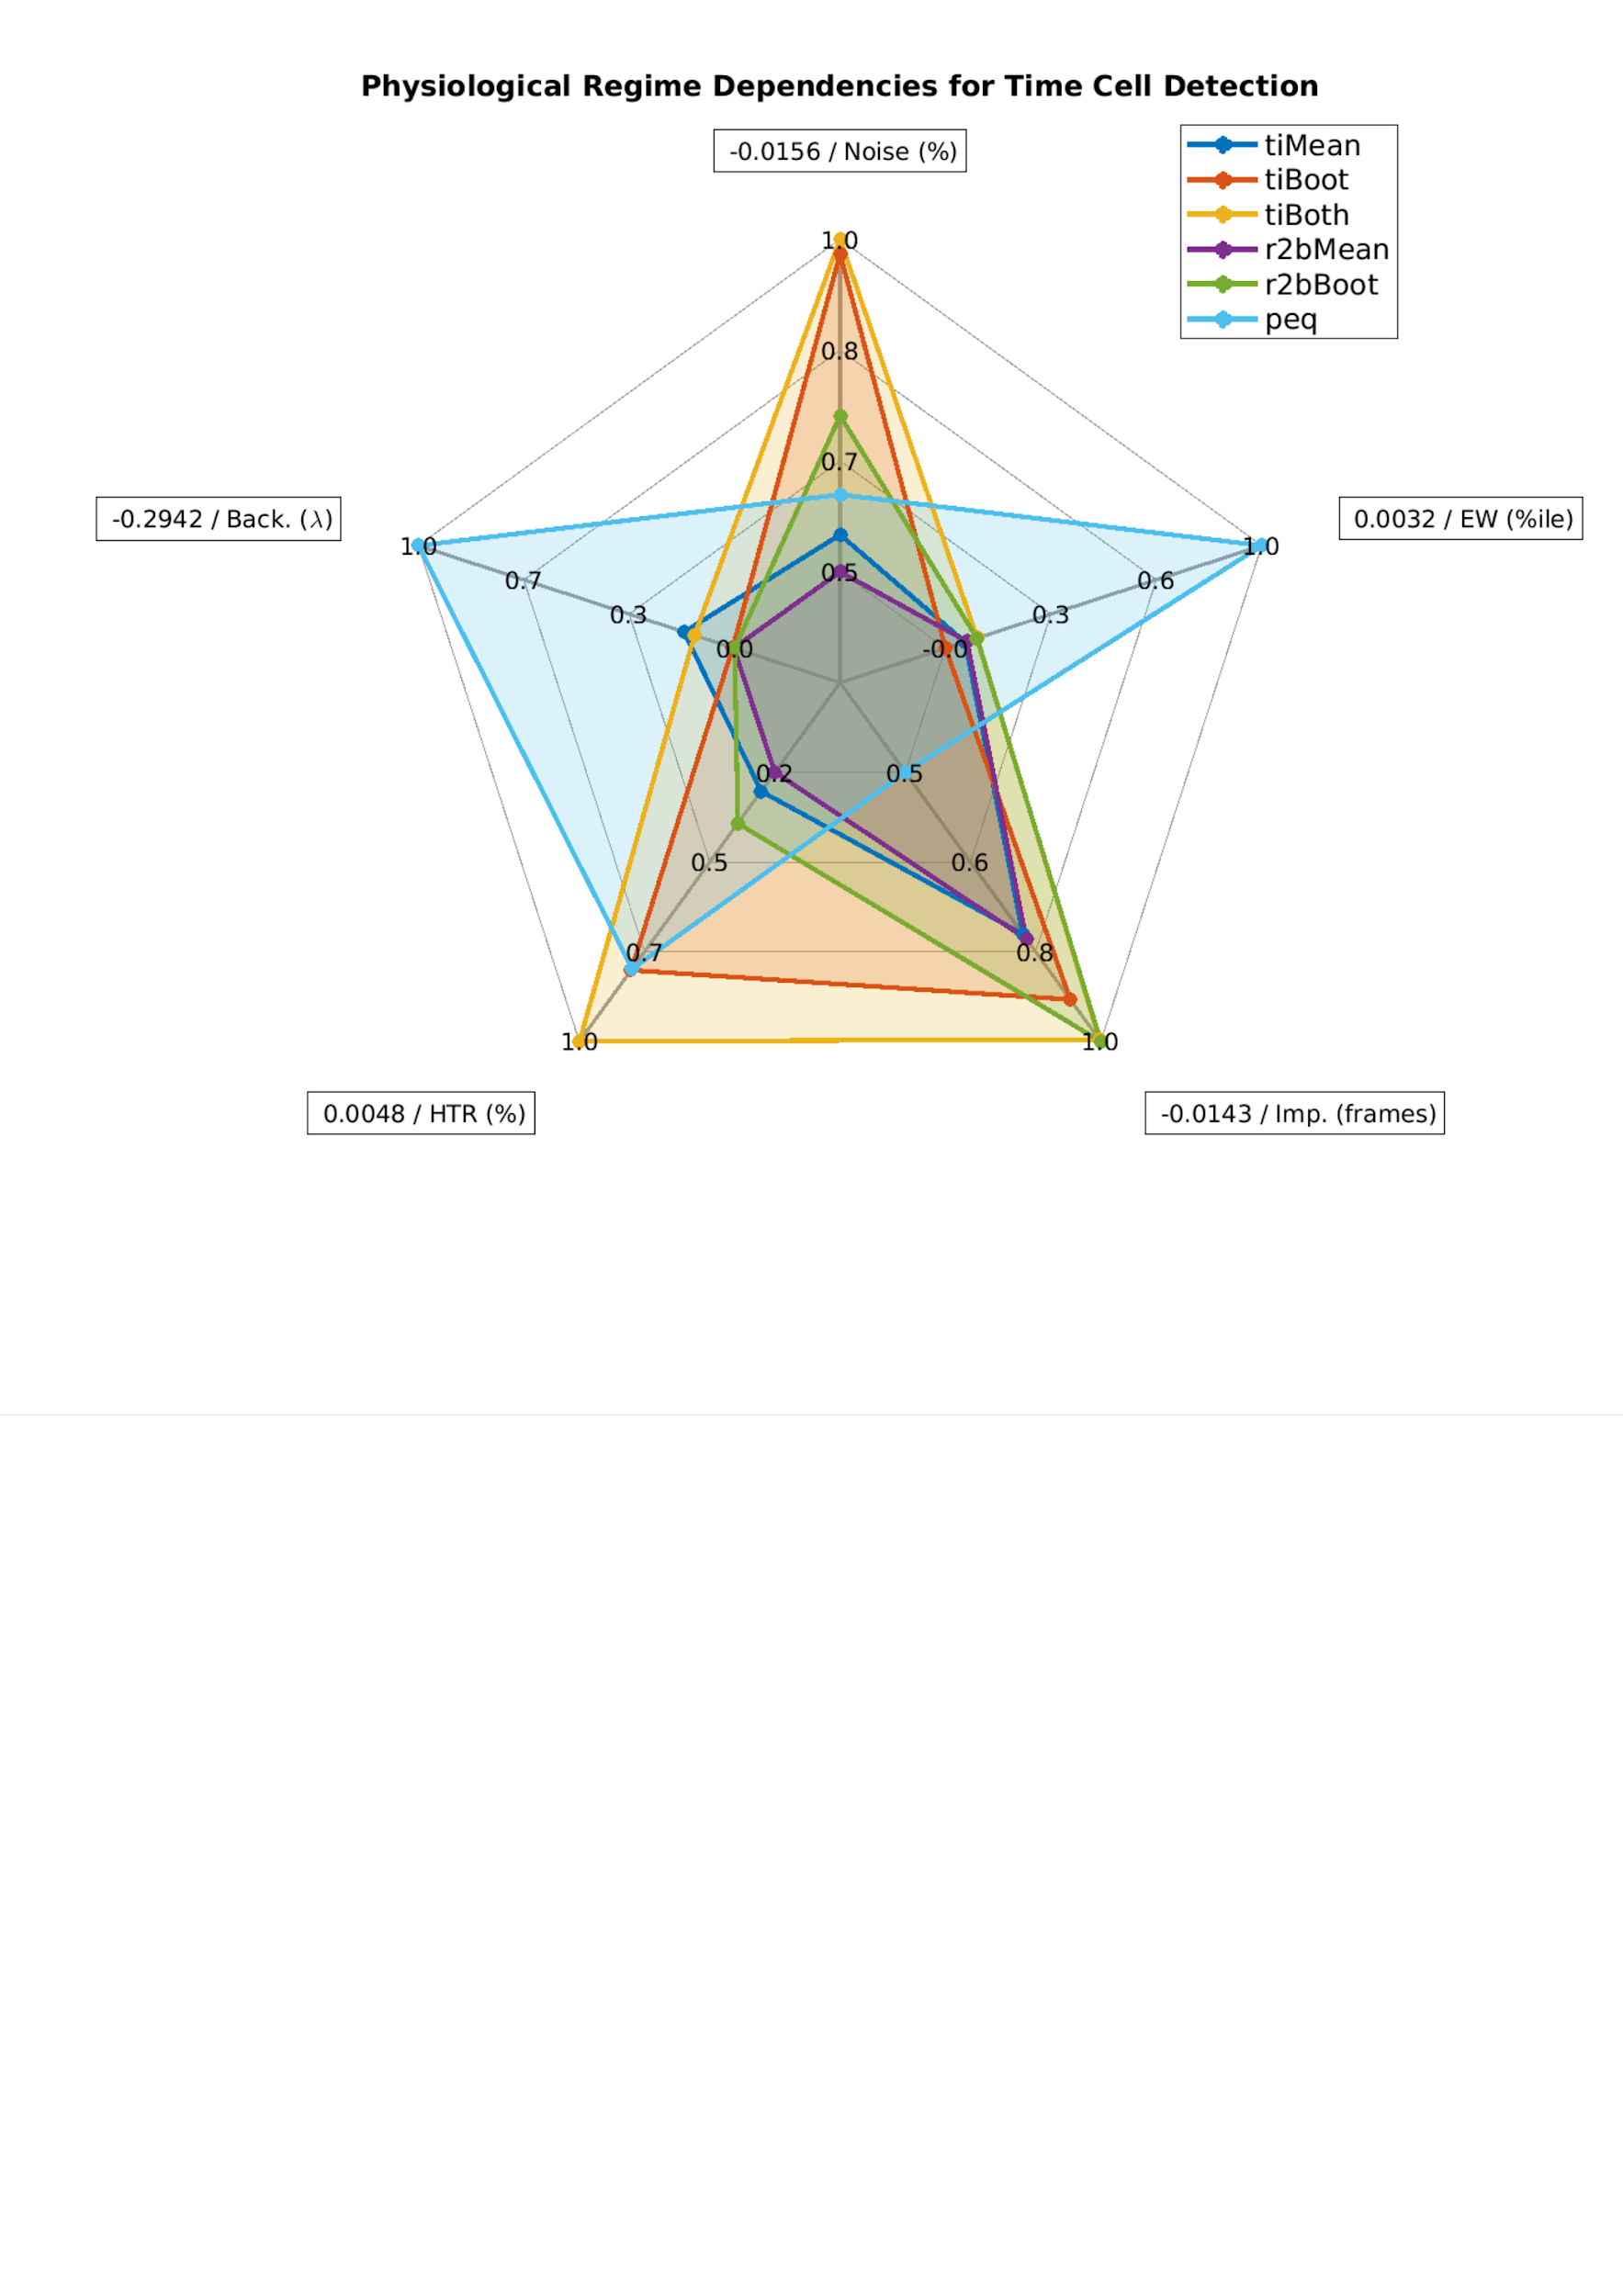 Physiological Regime Dependencies for Time Cell Detection
-0.0156 / Noise (%)
tiMean
tiBoot
tiBoth
r2bMean
r2bBoot
peq
1.0
0.8
0.7
0.5
-0.2942 / Back. (λ)
1.0
0.7
0.3
0.0
0.0032 / EW (%ile)
1.0
0.6
0.3
-0.0
0.2
0.5
0.7
1.0
0.5
0.6
0.8
1.0
0.0048 / HTR (%)
-0.0143 / Imp. (frames)